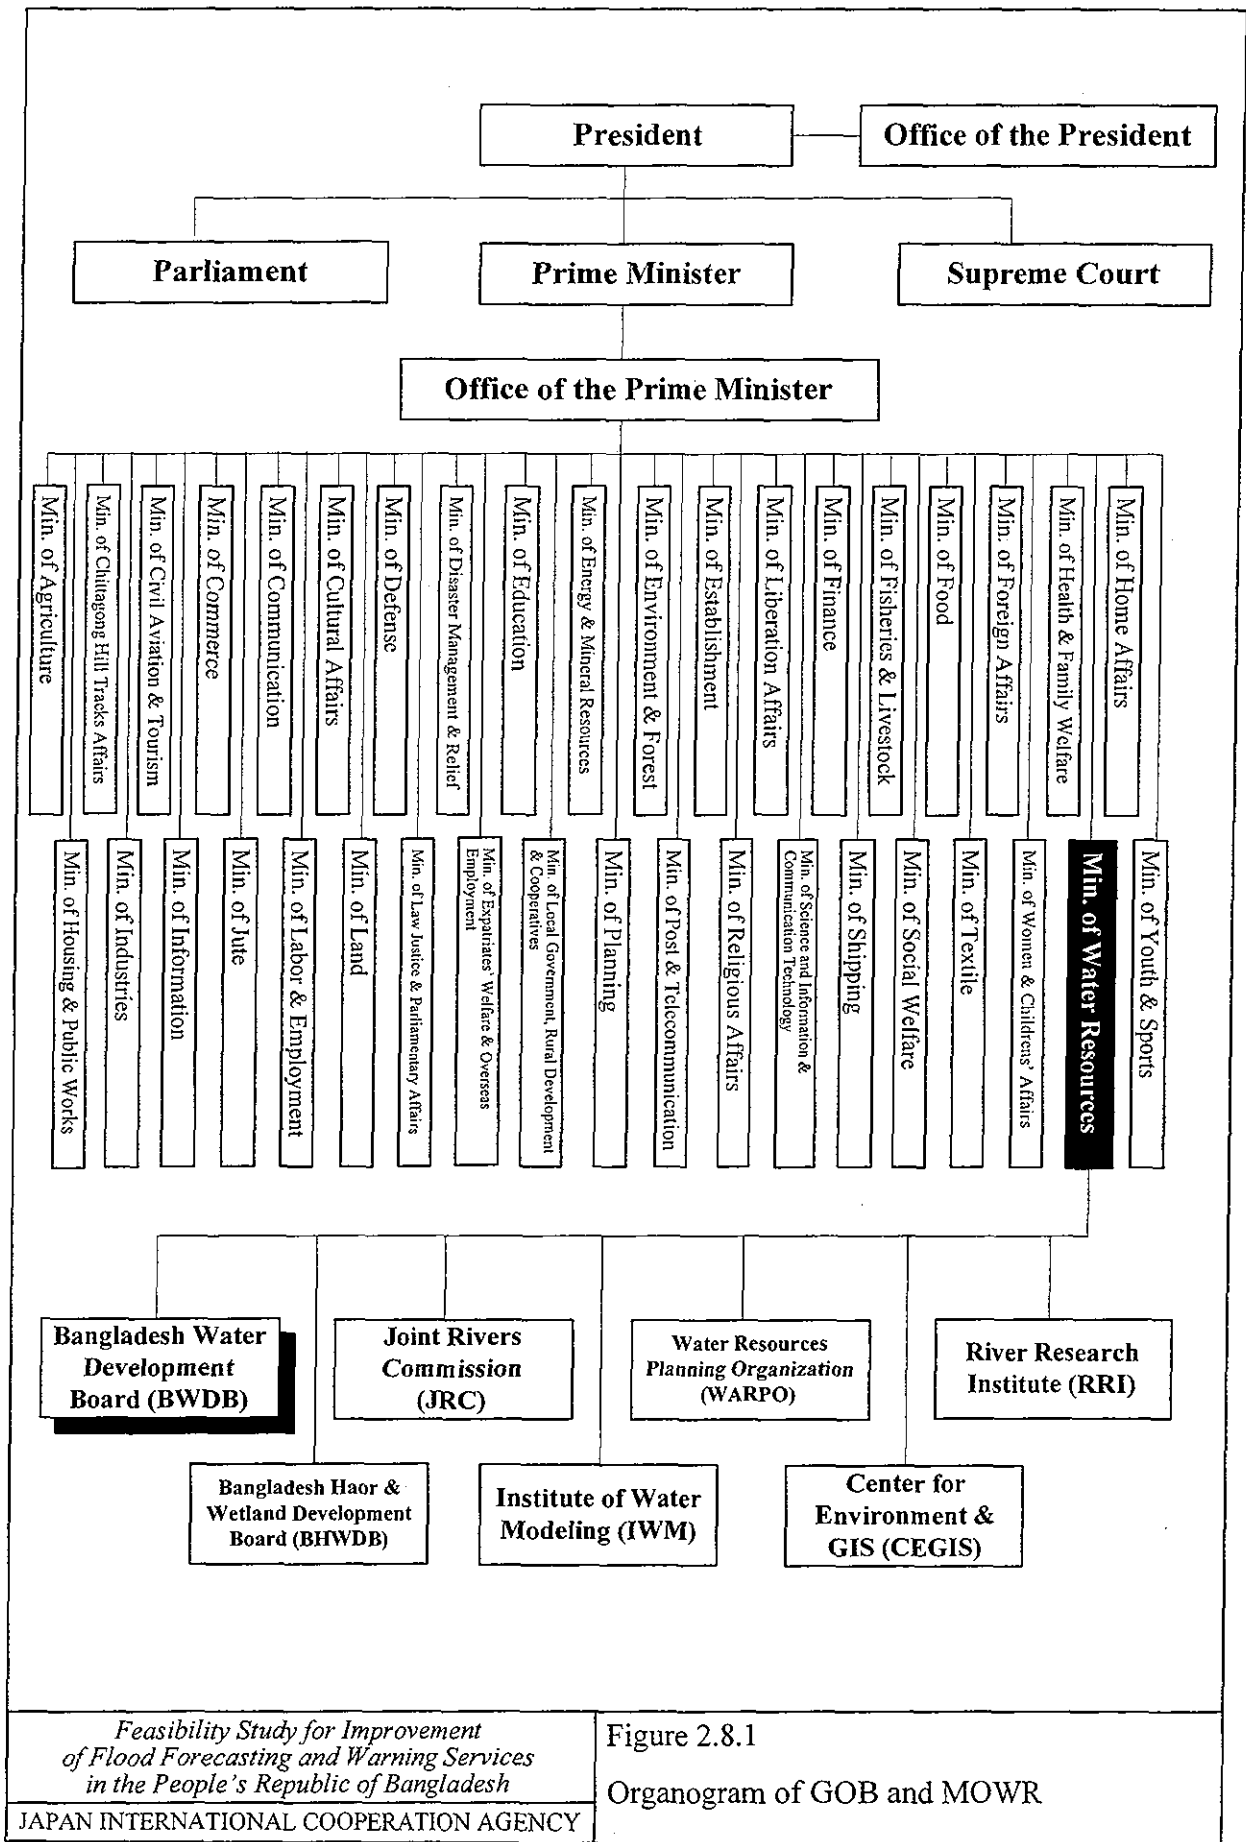 President
Office of the President
Parliament
Prime Minister
Supreme Court
Office of the Prime Minister
Min. of Agriculture
Min. of Chittagong Hill Tracks Affairs
Min. of Civil Aviation & Tourism
Min. of Commerce
Min. of Communication
Min. of Cultural Affairs
Min. of Defense
Min. of Disaster Management & Relief
Min. of Education
Min. of Energy & Mineral Resources
Min. of Environment & Forest
Min. of Establishment
Min. of Liberation Affairs
Min. of Finance
Min. of Fisheries & Livestock
Min. of Food
Min. of Foreign Affairs
Min. of Health & Family Welfare
Min. of Home Affairs
Min. of Housing & Public Works
Min. of Industries
Min. of Information
Min. of Jute
Min. of Labor & Employment
Min. of Land
Min. of Law Justice & Parliamentary Affairs
Min. of Expatriates' Welfare & Overseas
Employment
Min. of Local Government, Rural Development
& Cooperatives
Min. of Planning
Min. of Post & Telecommunication
Min. of Religious Affairs
Min. of Science and Information &
Communication Technology
Min. of Shipping
Min. of Social Welfare
Min. of Textile
Min. of Women & Childrens' Affairs
Min. of Water Resources
Min. of Youth & Sports
Bangladesh Water
Development
Board (BWDB)
Joint Rivers
Commission
(JRC)
Water Resources
Planning Organization
(WARPO)
River Research
Institute (RRI)
Bangladesh Haor &
Wetland Development
Board (BHWDB)
Institute of Water
Modeling (IWM)
Center for
Environment &
GIS (CEGIS)
Feasibility Study for Improvement
of Flood Forecasting and Warning Services
in the People's Republic of Bangladesh
JAPAN INTERNATIONAL COOPERATION AGENCY
Figure 2.8.1
Organogram of GOB and MOWR